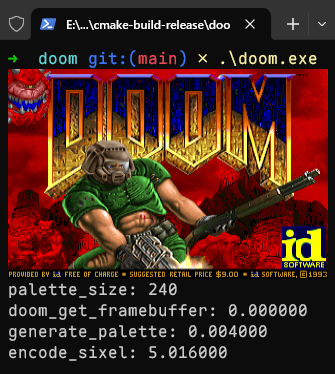 E:\...\cmake-build-release\doo
→ doom git:(main) × .\doom.exe
DOOM
id
SOFTWARE
PROVIDED BY id FREE OF CHARGE * SUGGESTED RETAIL PRICE $9.00 * id SOFTWARE, ©1993
palette_size: 240
doom_get_framebuffer: 0.000000
generate_palette: 0.004000
encode_sixel: 5.016000